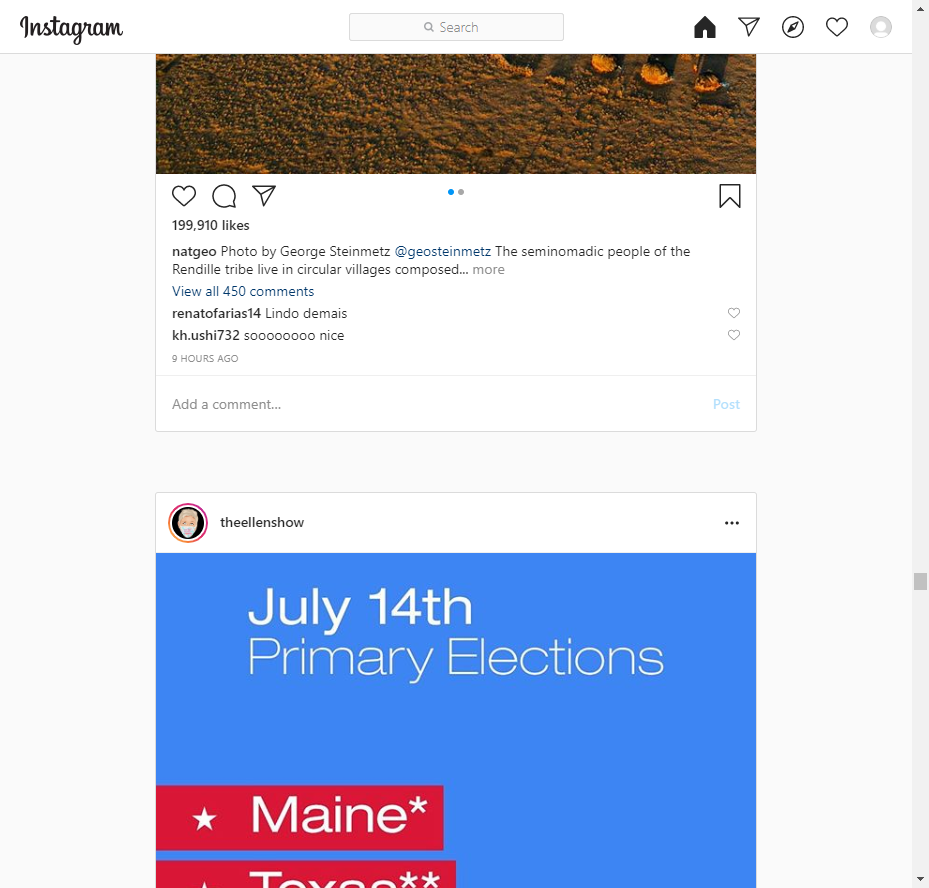 Instagram
Search
199,910 likes
natgeo Photo by George Steinmetz @geosteinmetz The seminomadic people of the
Rendille tribe live in circular villages composed... more
View all 450 comments
renatofarias14 Lindo demais
kh.ushi732 soooooooo nice
9 HOURS AGO
Add a comment...
Post
theellenshow
July 14th
Primary Elections
Maine*
Texas**